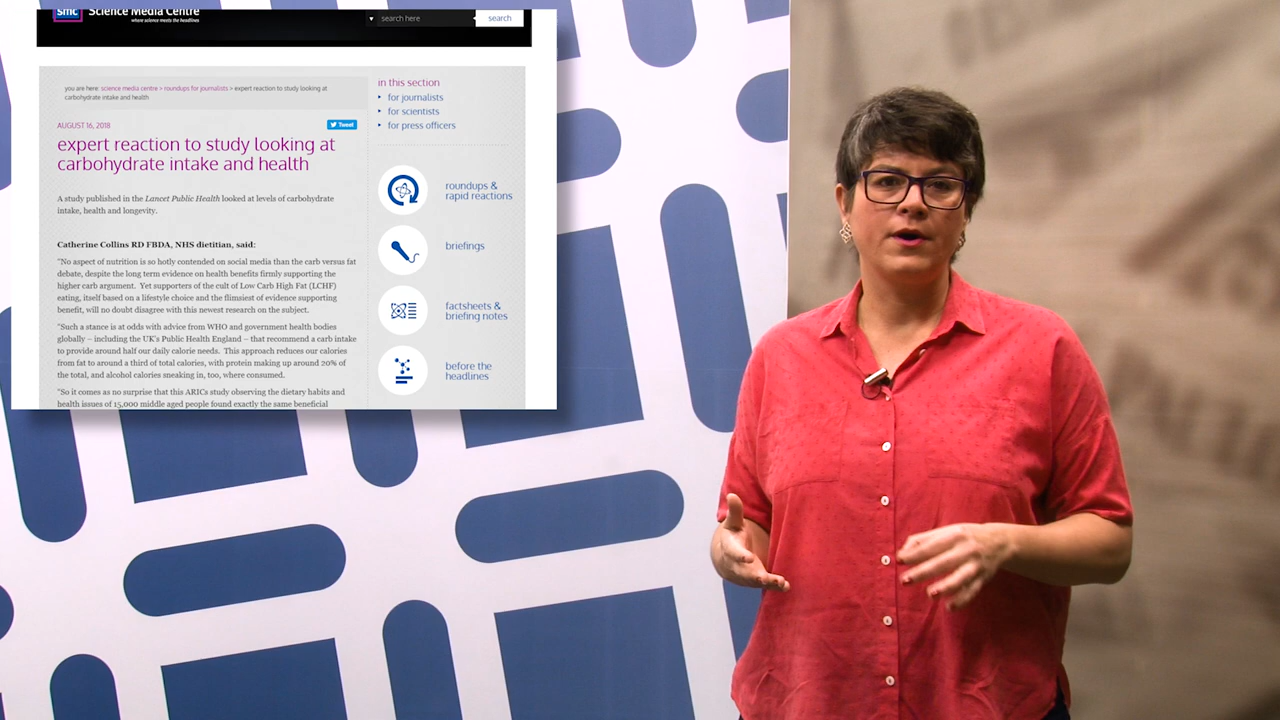 smc Science Media Centre
where science meets the headlines
search here
search
you are here: science media centre > roundups for journalists > expert reaction to study looking at
carbohydrate intake and health
AUGUST 16, 2018
Tweet
expert reaction to study looking at
carbohydrate intake and health
A study published in the Lancet Public Health looked at levels of carbohydrate
intake, health and longevity.
Catherine Collins RD FBDA, NHS dietitian, said:
“No aspect of nutrition is so hotly contended on social media than the carb versus fat
debate, despite the long term evidence on health benefits firmly supporting the
higher carb argument.  Yet supporters of the cult of Low Carb High Fat (LCHF)
eating, itself based on a lifestyle choice and the flimsiest of evidence supporting
benefit, will no doubt disagree with this newest research on the subject.
“Such a stance is at odds with advice from WHO and government health bodies
globally – including the UK’s Public Health England – that recommend a carb intake
to provide around half our daily calorie needs.  This approach reduces our calories
from fat to around a third of total calories, with protein making up around 20% of
the total, and alcohol calories sneaking in, too, where consumed.
“So it comes as no surprise that this ARICs study observing the dietary habits and
health issues of 15,000 middle aged people found exactly the same beneficial
in this section
for journalists
for scientists
for press officers
roundups &
rapid reactions
briefings
factsheets &
briefing notes
before the
headlines